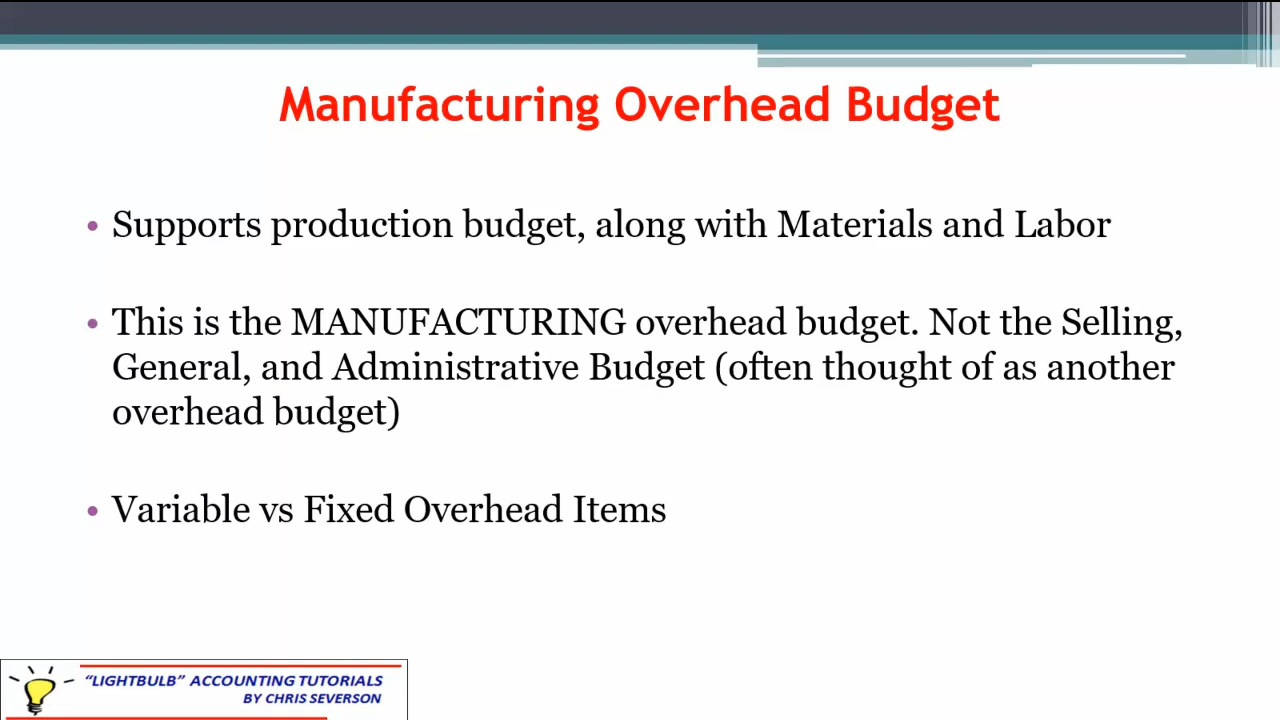 Manufacturing Overhead Budget
• Supports production budget, along with Materials and Labor
• This is the MANUFACTURING overhead budget. Not the Selling,
General, and Administrative Budget (often thought of as another
overhead budget)
• Variable vs Fixed Overhead Items
“LIGHTBULB” ACCOUNTING TUTORIALS
BY CHRIS SEVERSON